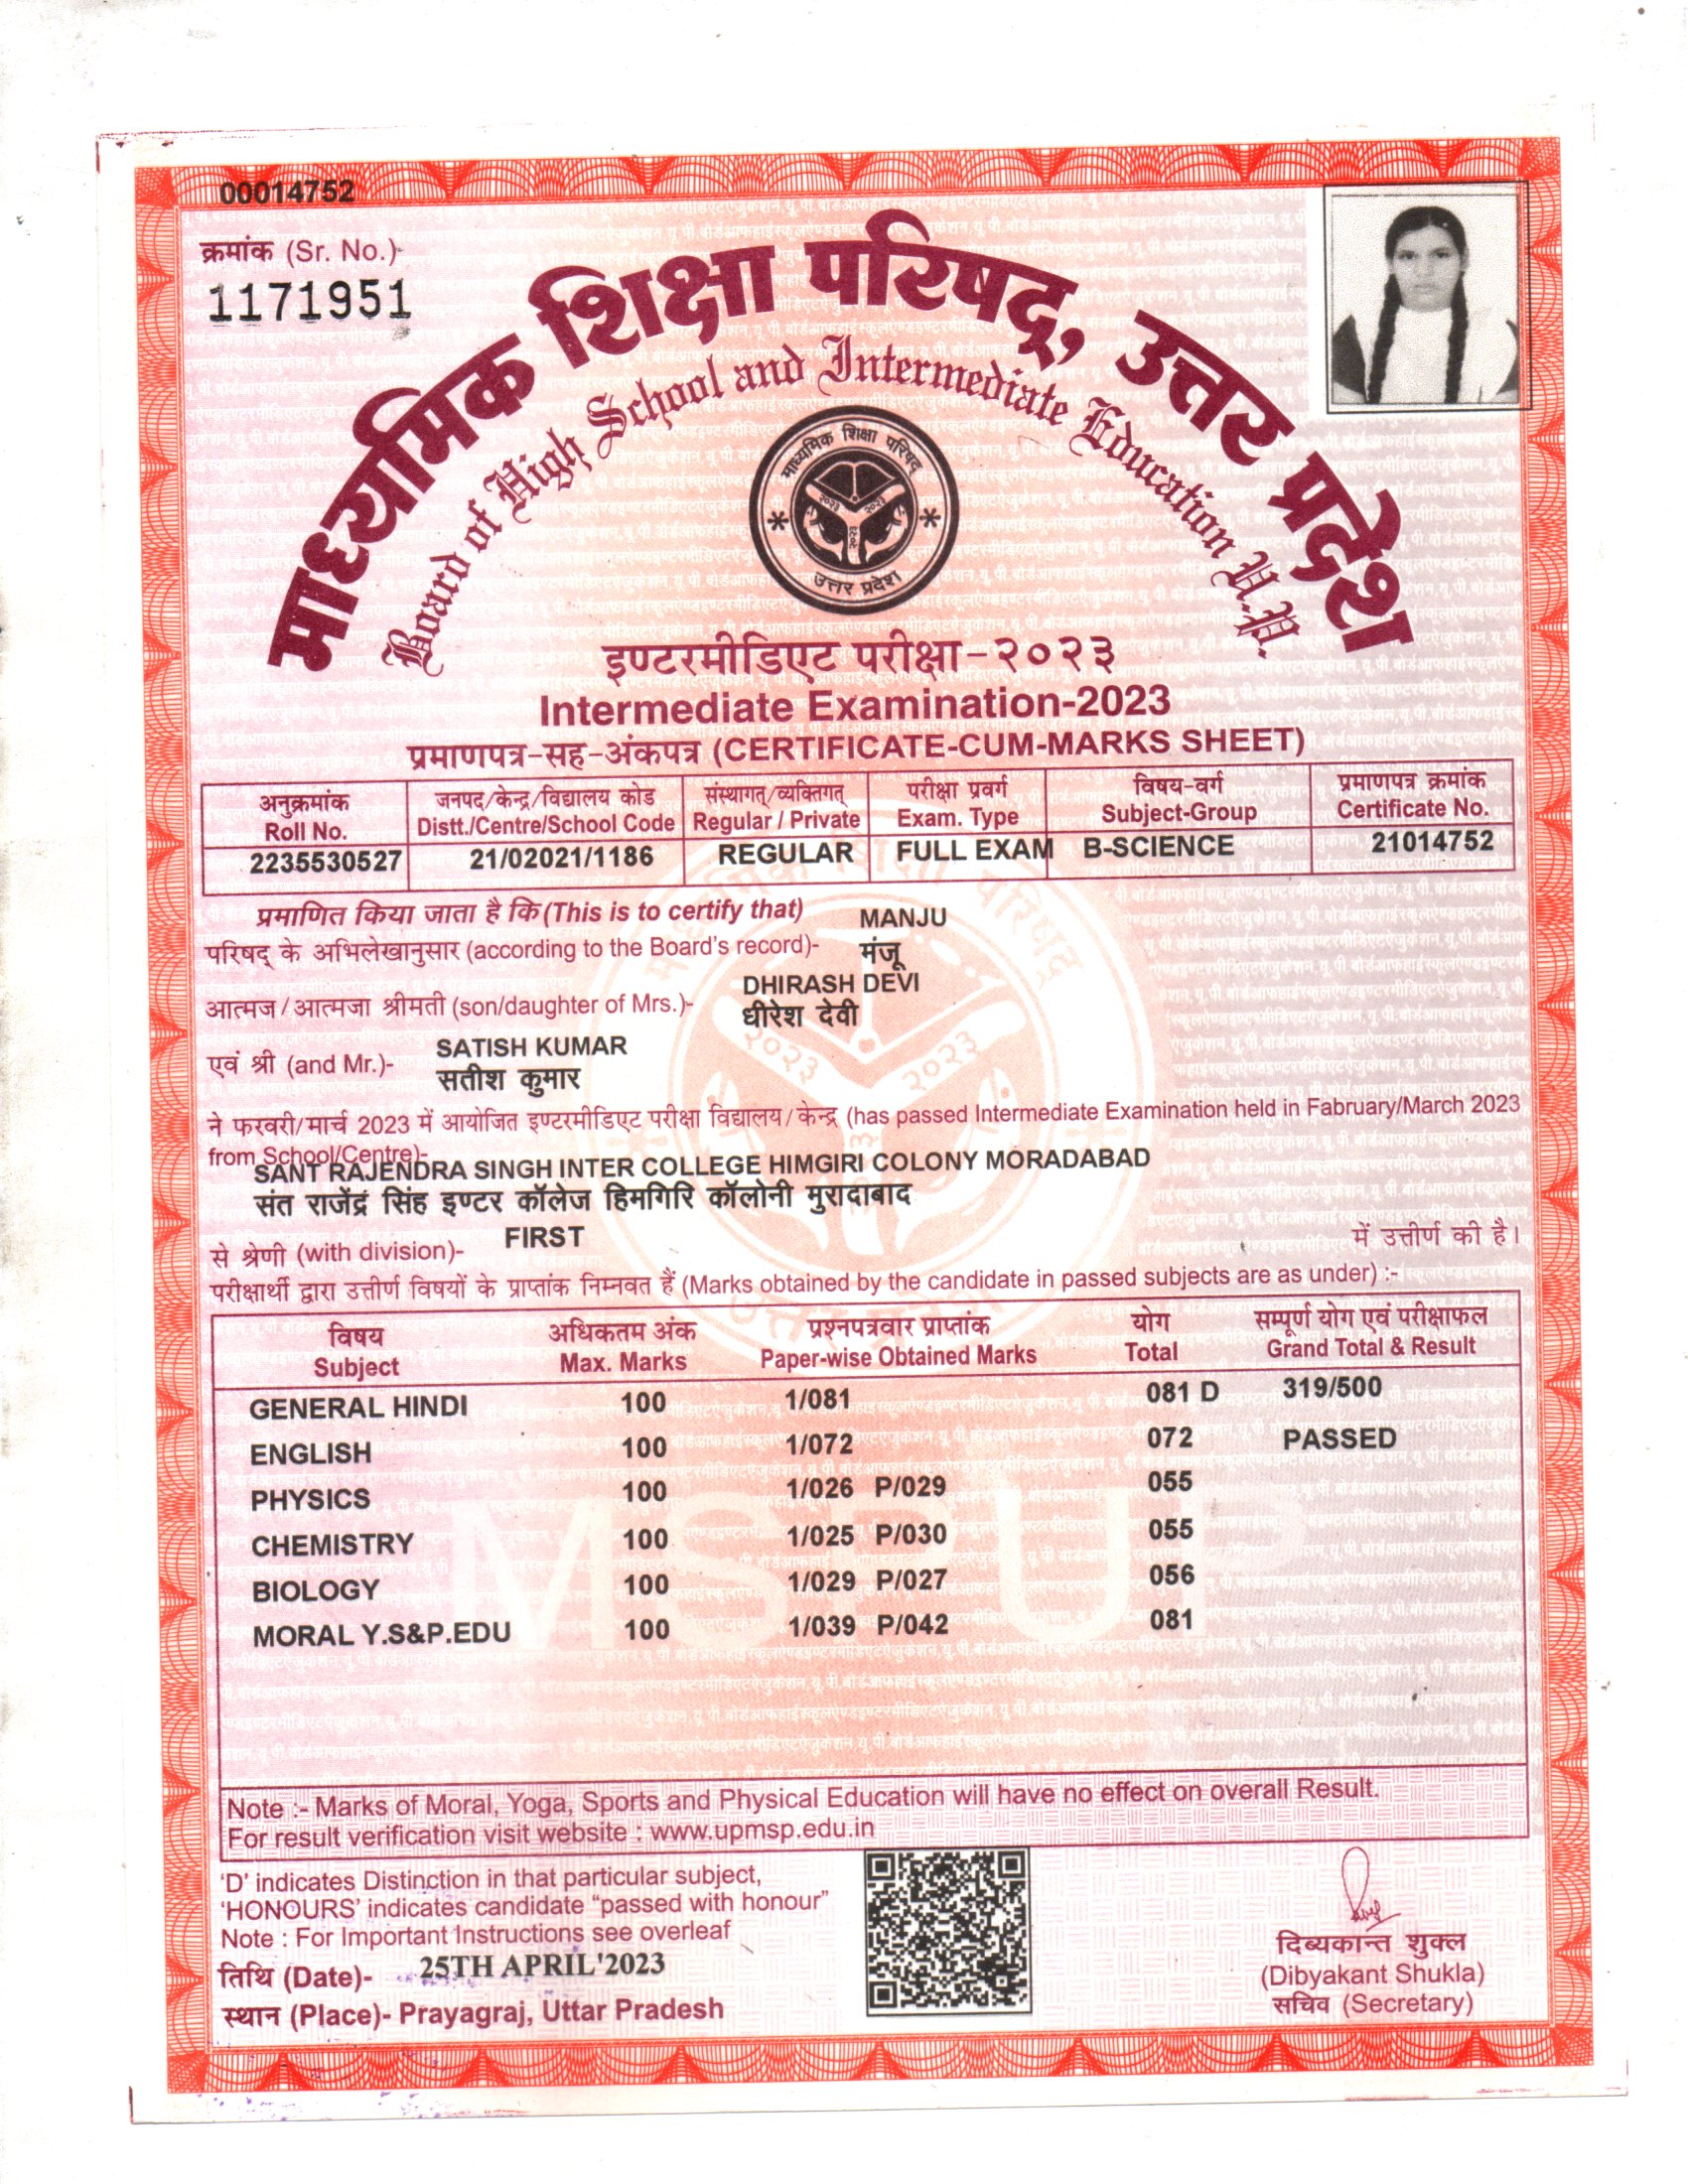 00014752
क्रमांक (Sr. No.)-
1171951
माध्यमिक शिक्षा परिषद्, उत्तर प्रदेश
Board of High School and Intermediate Education U.P.
माध्यमिक शिक्षा परिषद्
२०२३ २०२३
२०२३
उत्तर प्रदेश
इण्टरमीडिएट परीक्षा-२०२३
Intermediate Examination-2023
प्रमाणपत्र-सह-अंकपत्र (CERTIFICATE-CUM-MARKS SHEET)
अनुक्रमांक जनपद/केन्द्र/विद्यालय कोड संस्थागत्/व्यक्तिगत् परीक्षा प्रवर्ग विषय-वर्ग प्रमाणपत्र क्रमांक
Roll No. Distt./Centre/School Code Regular / Private Exam. Type Subject-Group Certificate No.
2235530527 21/02021/1186 REGULAR FULL EXAM B-SCIENCE 21014752
प्रमाणित किया जाता है कि (This is to certify that) MANJU
परिषद् के अभिलेखानुसार (according to the Board's record)- मंजू
DHIRASH DEVI
आत्मज/आत्मजा श्रीमती (son/daughter of Mrs.)- धीरेश देवी
SATISH KUMAR
एवं श्री (and Mr.)- सतीश कुमार
ने फरवरी/मार्च 2023 में आयोजित इण्टरमीडिएट परीक्षा विद्यालय/केन्द्र (has passed Intermediate Examination held in Fabruary/March 2023
from School/Centre)-
SANT RAJENDRA SINGH INTER COLLEGE HIMGIRI COLONY MORADABAD
संत राजेंद्र सिंह इण्टर कॉलेज हिमगिरि कॉलोनी मुरादाबाद
से श्रेणी (with division)- FIRST में उत्तीर्ण की है।
परीक्षार्थी द्वारा उत्तीर्ण विषयों के प्राप्तांक निम्नवत हैं (Marks obtained by the candidate in passed subjects are as under) :-
विषय अधिकतम अंक प्रश्नपत्रवार प्राप्तांक योग सम्पूर्ण योग एवं परीक्षाफल
Subject Max. Marks Paper-wise Obtained Marks Total Grand Total & Result
GENERAL HINDI 100 1/081 081 D 319/500
ENGLISH 100 1/072 072 PASSED
PHYSICS 100 1/026 P/029 055
CHEMISTRY 100 1/025 P/030 055
BIOLOGY 100 1/029 P/027 056
MORAL Y.S&P.EDU 100 1/039 P/042 081
Note :- Marks of Moral, Yoga, Sports and Physical Education will have no effect on overall Result.
For result verification visit website : www.upmsp.edu.in
'D' indicates Distinction in that particular subject,
'HONOURS' indicates candidate "passed with honour"
Note : For Important Instructions see overleaf
तिथि (Date)- 25TH APRIL'2023
स्थान (Place)- Prayagraj, Uttar Pradesh
दिब्यकान्त शुक्ल
(Dibyakant Shukla)
सचिव (Secretary)